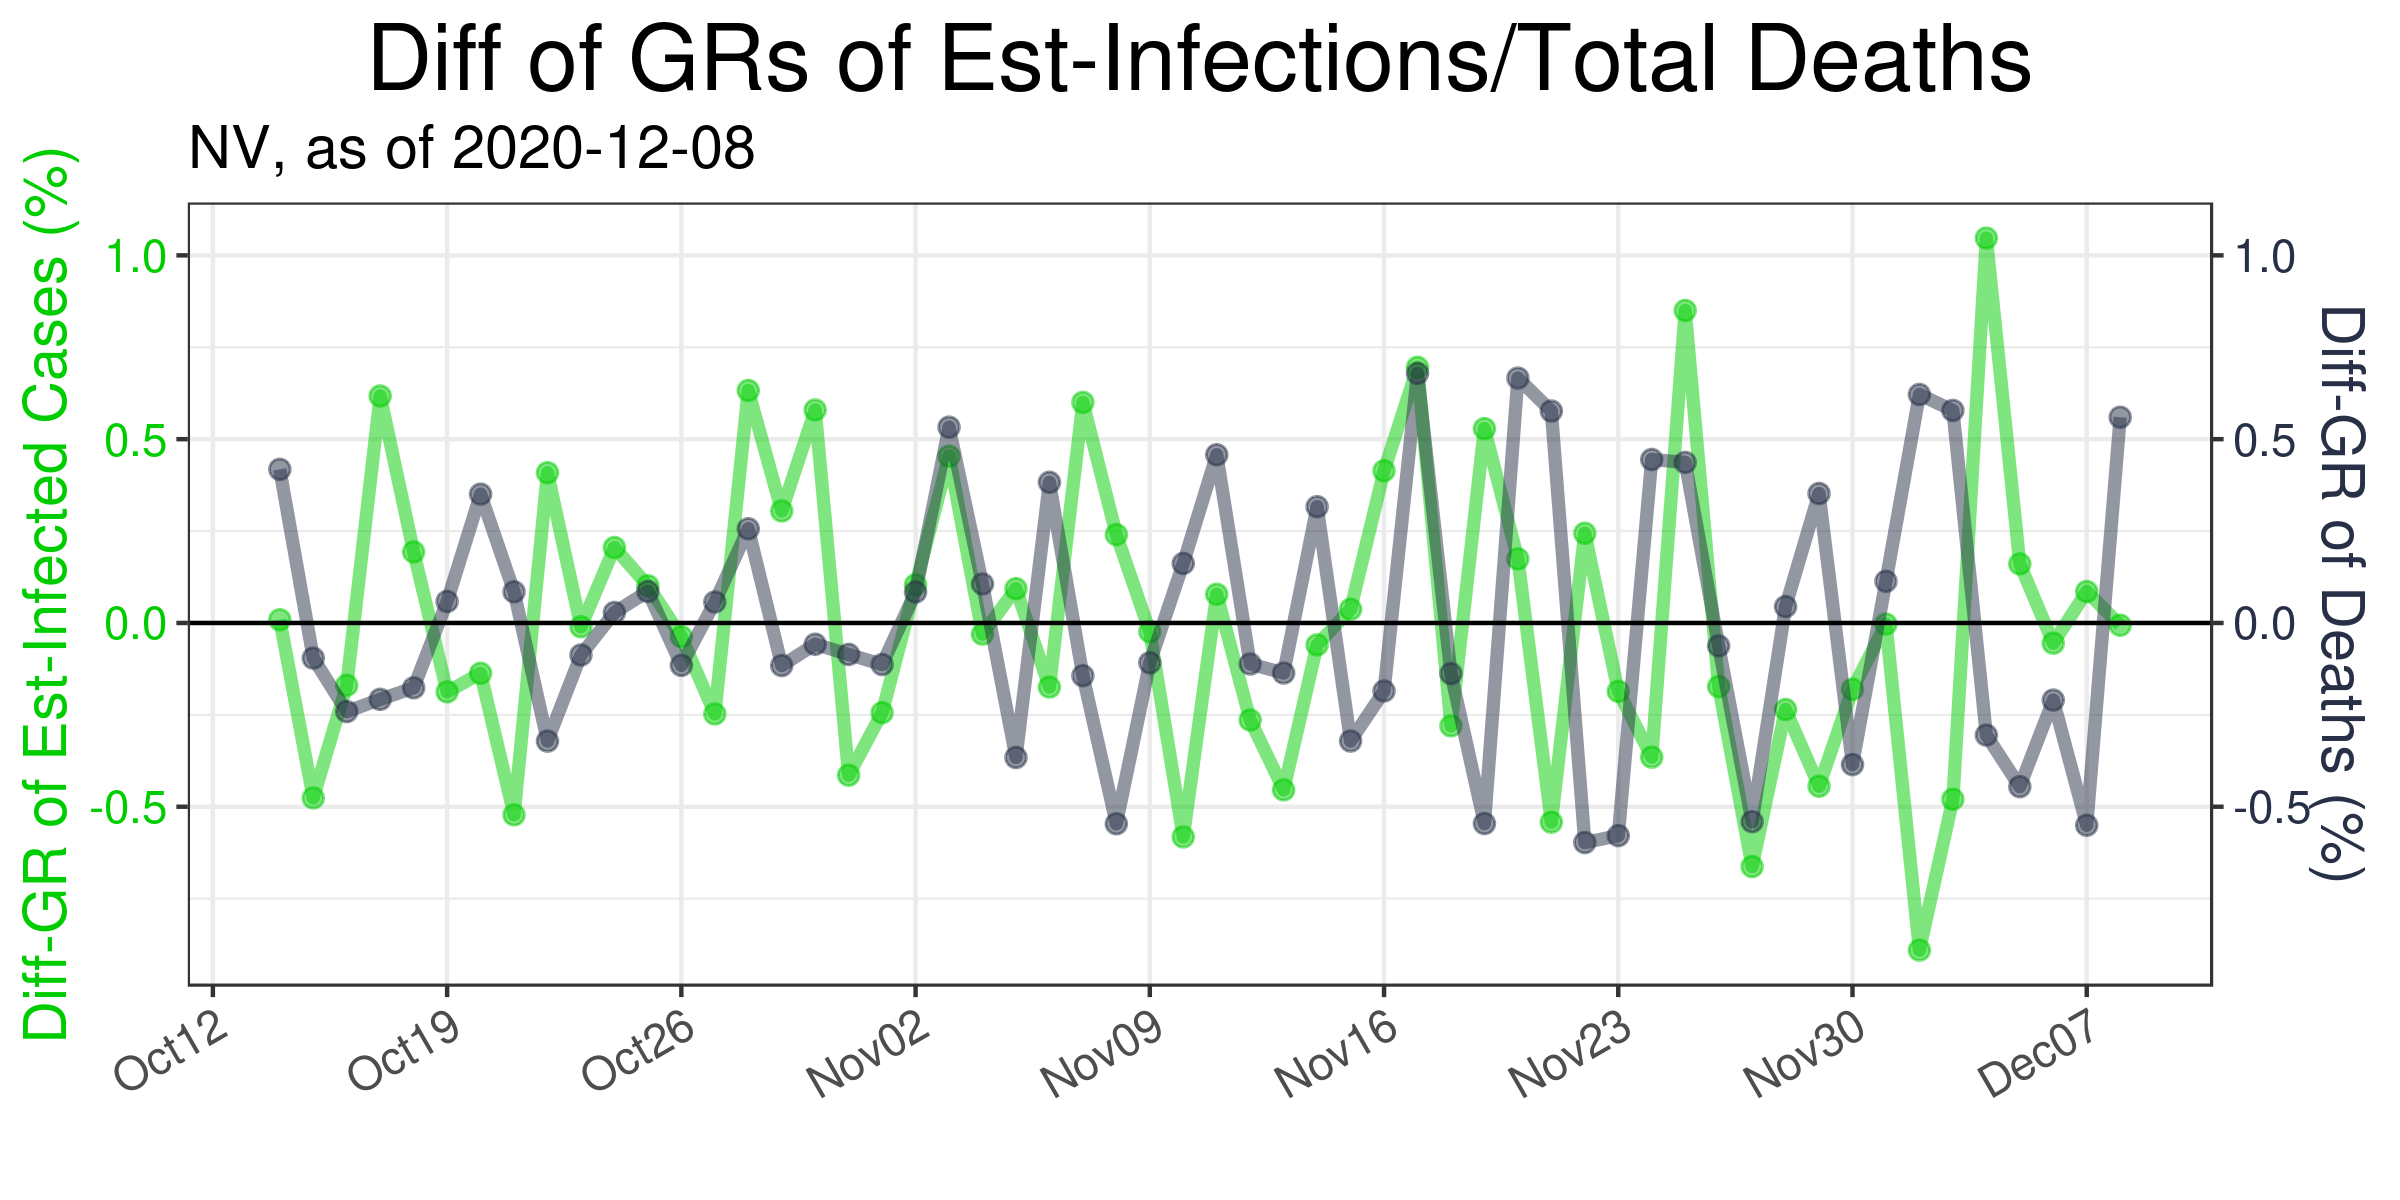 Diff of GRs of Est-Infections/Total Deaths
NV, as of 2020-12-08
Diff-GR of Est-Infected Cases (%)
1.0
0.5
0.0
-0.5
1.0
0.5
0.0
-0.5
Diff-GR of Deaths (%)
Oct12
Oct19
Oct26
Nov02
Nov09
Nov16
Nov23
Nov30
Dec07